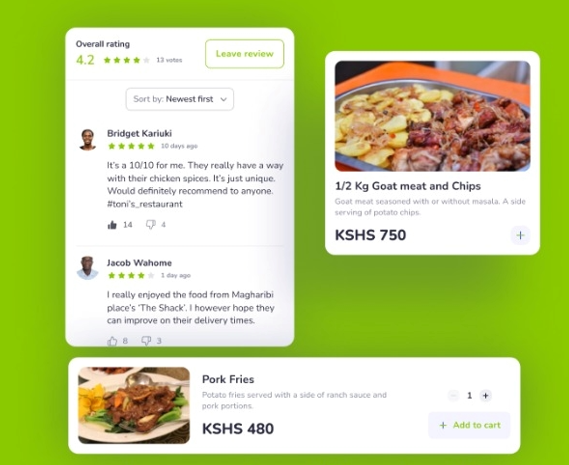 Overall rating
4.2 13 votes
Leave review
Sort by: Newest first
Bridget Kariuki
10 days ago
It's a 10/10 for me. They really have a way
with their chicken spices. It's just unique.
Would definitely recommend to anyone.
#toni's_restaurant
14 4
Jacob Wahome
1 day ago
I really enjoyed the food from Magharibi
place's 'The Shack'. I however hope they
can improve on their delivery times.
8 3
1/2 Kg Goat meat and Chips
Goat meat seasoned with or without masala. A side
serving of potato chips.
KSHS 750 +
Pork Fries
Potato fries served with a side of ranch sauce and
pork portions.
KSHS 480
− 1 +
+ Add to cart